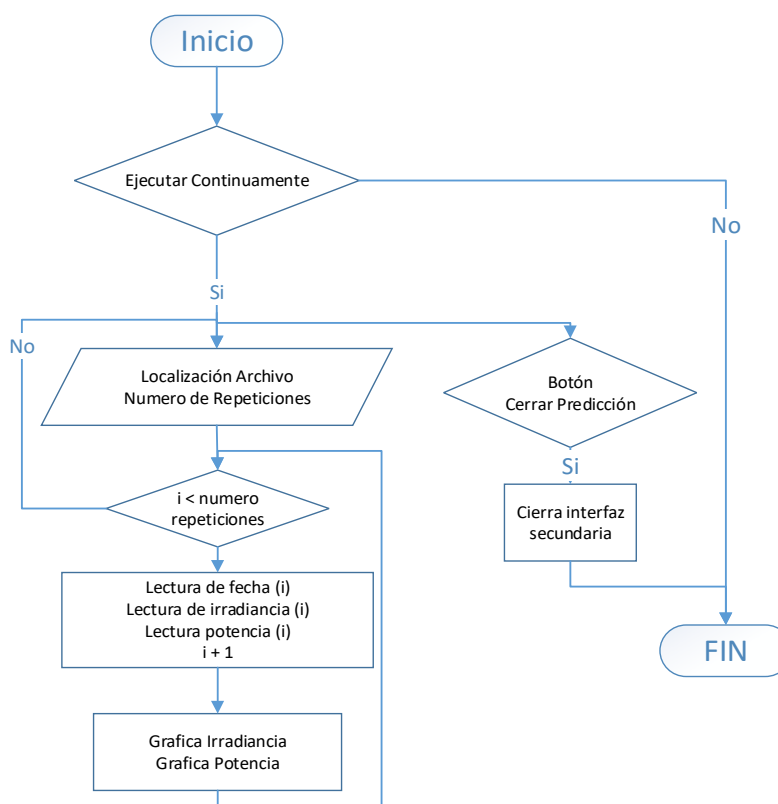 Inicio
Ejecutar Continuamente
No
Si
No
Localización Archivo
Numero de Repeticiones
Botón
Cerrar Predicción
Si
i < numero
repeticiones
Cierra interfaz
secundaria
Lectura de fecha (i)
Lectura de irradiancia (i)
Lectura potencia (i)
i + 1
FIN
Grafica Irradiancia
Grafica Potencia